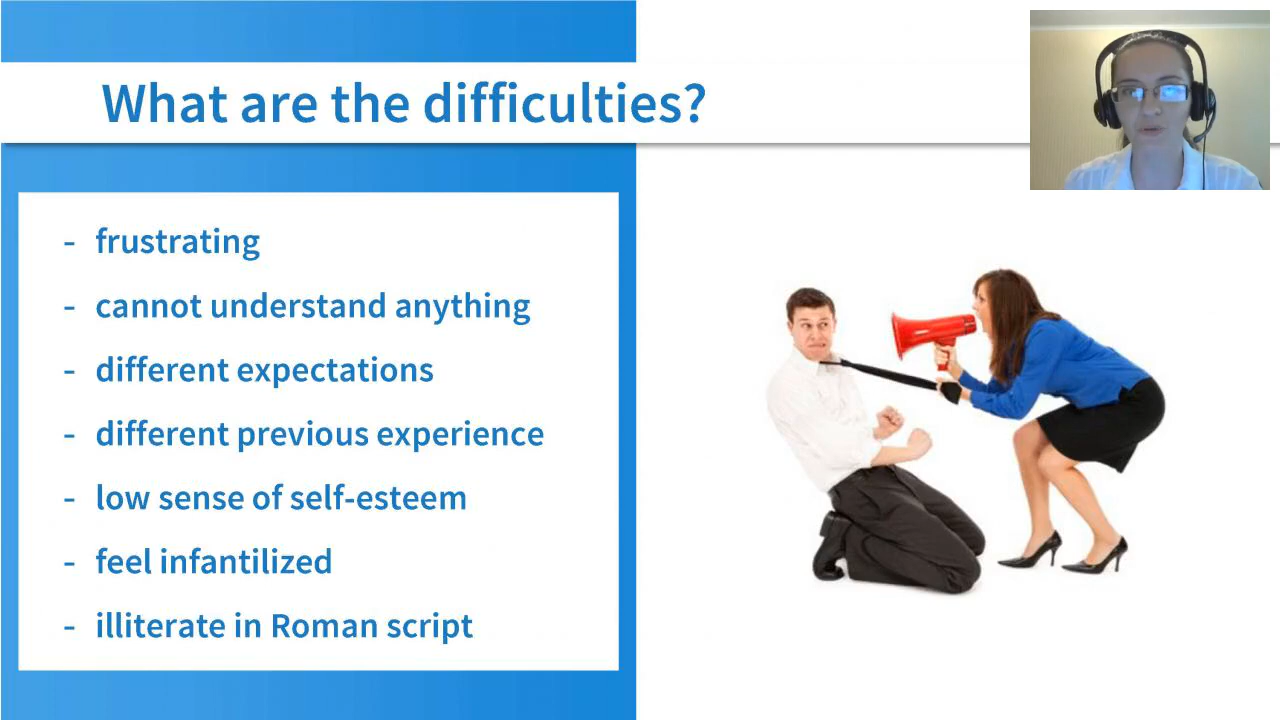 What are the difficulties?
- frustrating
- cannot understand anything
- different expectations
- different previous experience
- low sense of self-esteem
- feel infantilized
- illiterate in Roman script